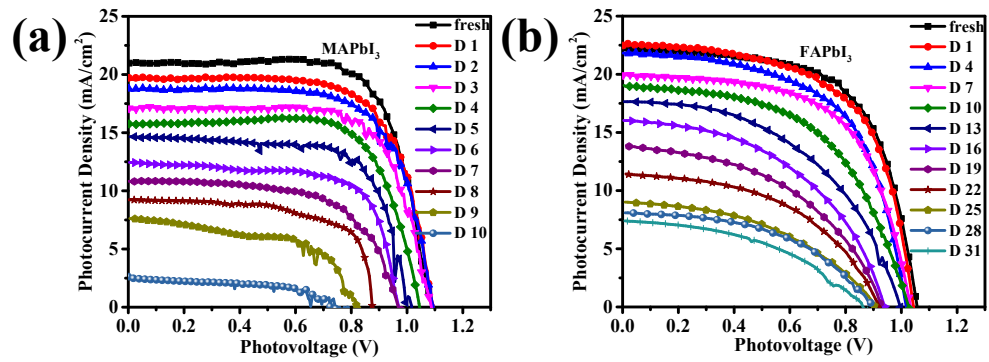 (a)
MAPbI3
fresh
D 1
D 2
D 3
D 4
D 5
D 6
D 7
D 8
D 9
D 10
25
20
15
10
5
0
Photocurrent Density (mA/cm2)
0.0 0.2 0.4 0.6 0.8 1.0 1.2
Photovoltage (V)
(b)
FAPbI3
fresh
D 1
D 4
D 7
D 10
D 13
D 16
D 19
D 22
D 25
D 28
D 31
25
20
15
10
5
0
Photocurrent Density (mA/cm2)
0.0 0.2 0.4 0.6 0.8 1.0 1.2
Photovoltage (V)